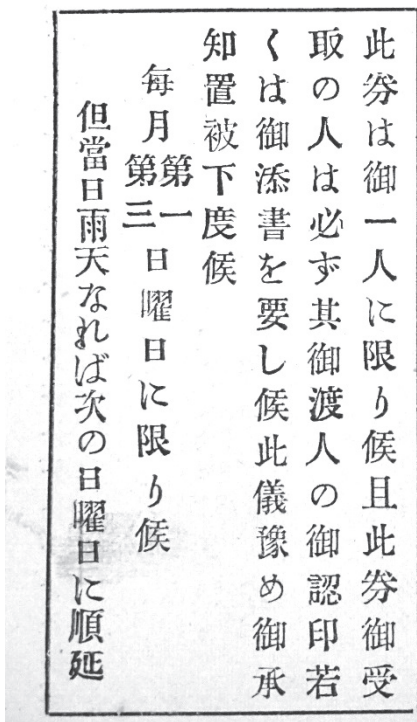 此券は御一人に限り候且此券御受
取の人は必ず其御渡人の御認印若
くは御添書を要し候此儀豫め御承
知置被下度候
毎月第一第三日曜日に限り候
但當日雨天なれば次の日曜日に順延